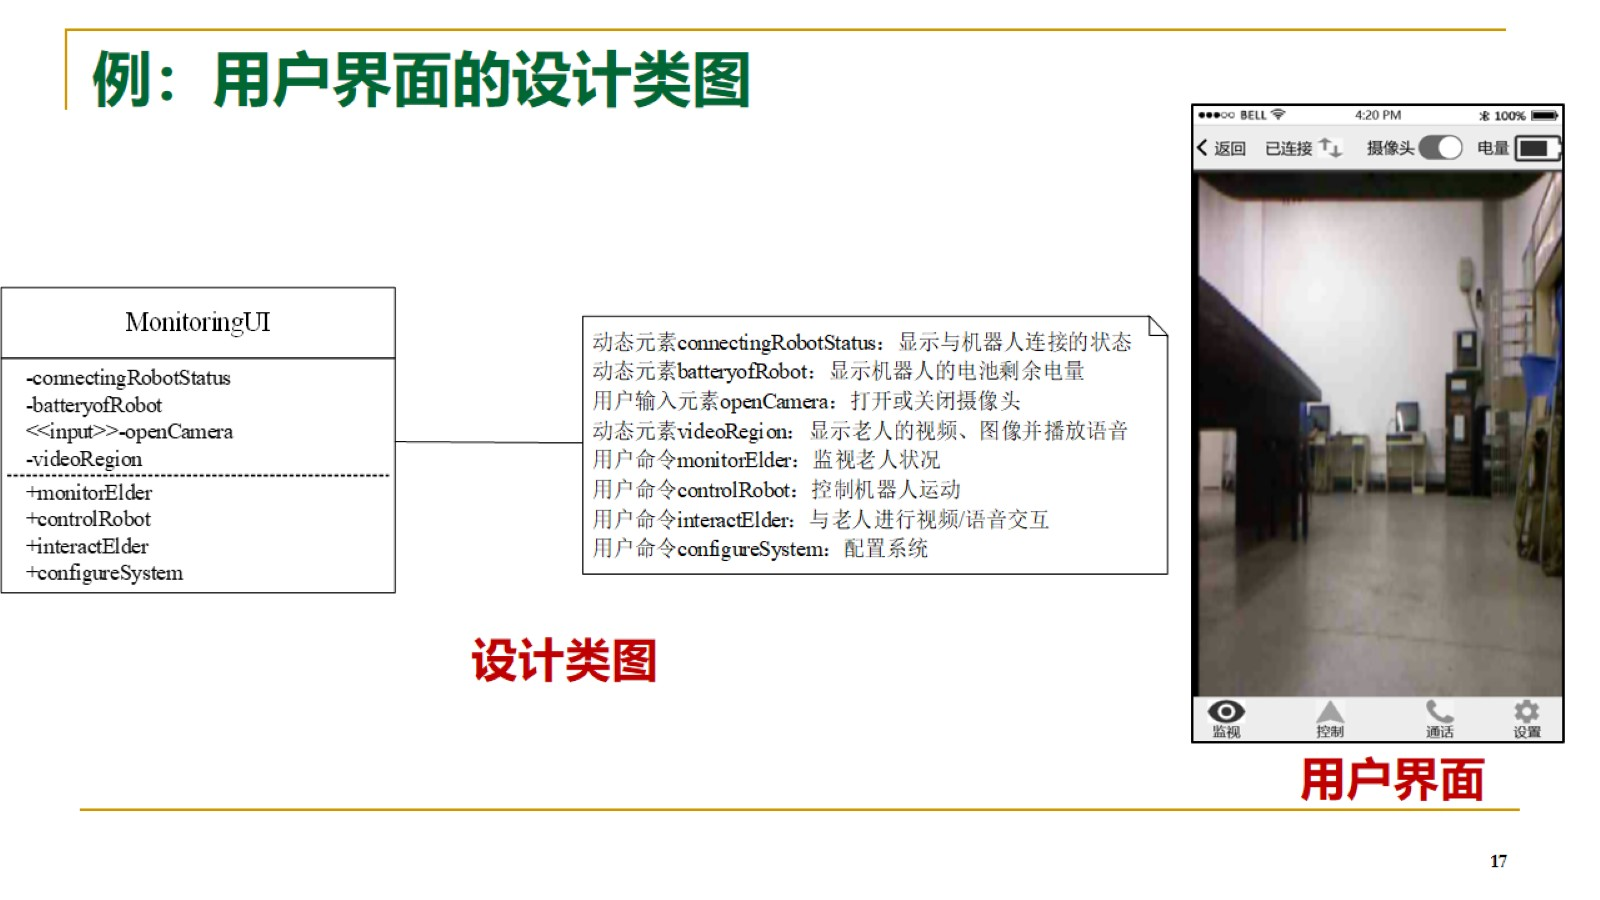 例：用户界面的设计类图
MonitoringUI
-connectingRobotStatus
-batteryofRobot
<<input>>-openCamera
-videoRegion
+monitorElder
+controlRobot
+interactElder
+configureSystem
动态元素connectingRobotStatus：显示与机器人连接的状态
动态元素batteryofRobot：显示机器人的电池剩余电量
用户输入元素openCamera：打开或关闭摄像头
动态元素videoRegion：显示老人的视频、图像并播放语音
用户命令monitorElder：监视老人状况
用户命令controlRobot：控制机器人运动
用户命令interactElder：与老人进行视频/语音交互
用户命令configureSystem：配置系统
设计类图
BELL 4:20 PM 100%
返回 已连接 摄像头 电量
监视 控制 通话 设置
用户界面
17